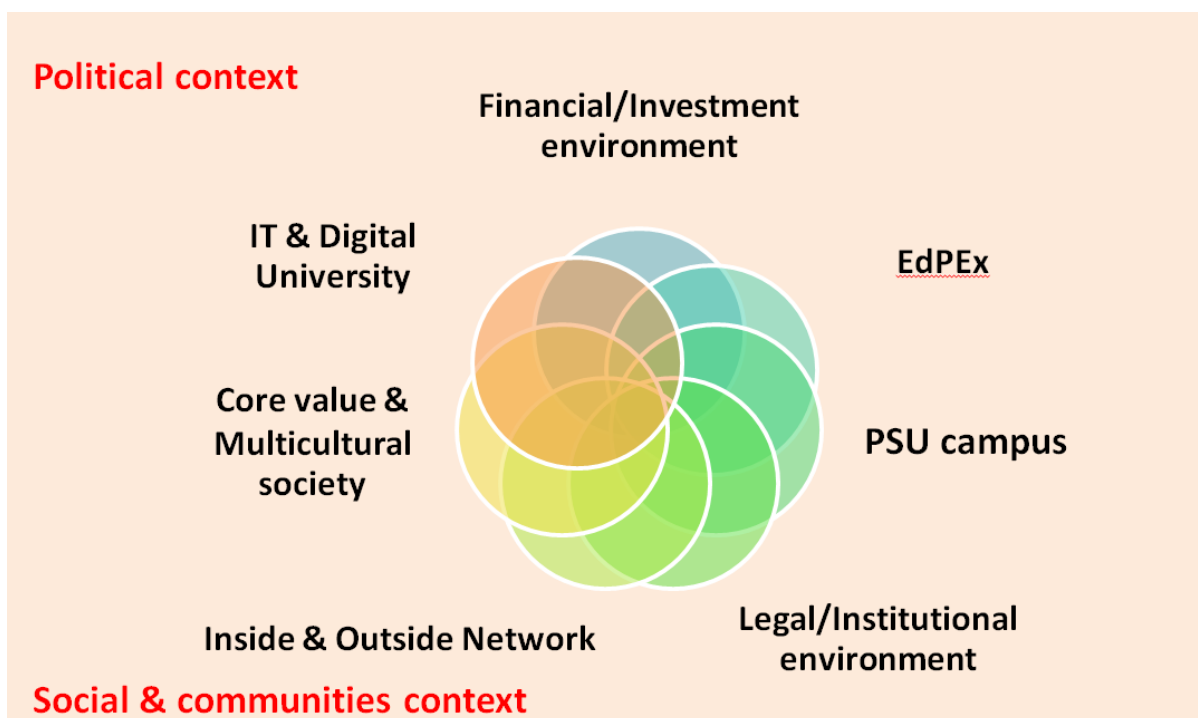 Political context
Financial/Investment
environment
IT & Digital
University
EdPEx
Core value &
Multicultural
society
PSU campus
Legal/Institutional
environment
Inside & Outside Network
Social & communities context